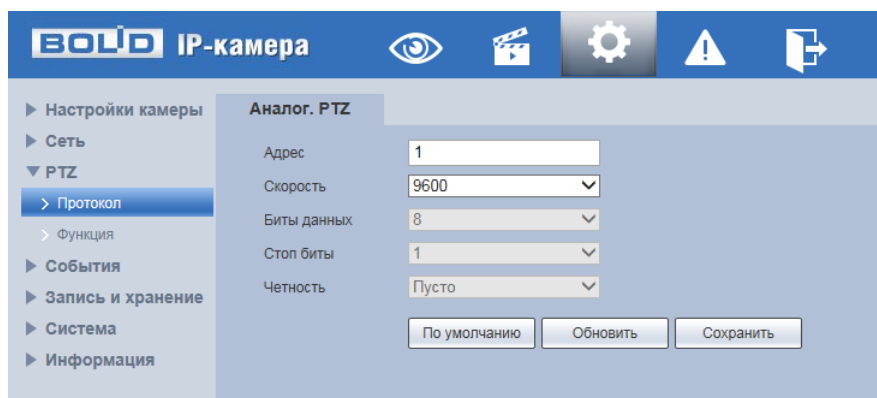 BOLID IP-камера
Настройки камеры
Сеть
PTZ
Протокол
Функция
События
Запись и хранение
Система
Информация
Аналог. PTZ
Адрес 1
Скорость 9600
Биты данных 8
Стоп биты 1
Четность Пусто
По умолчанию Обновить Сохранить